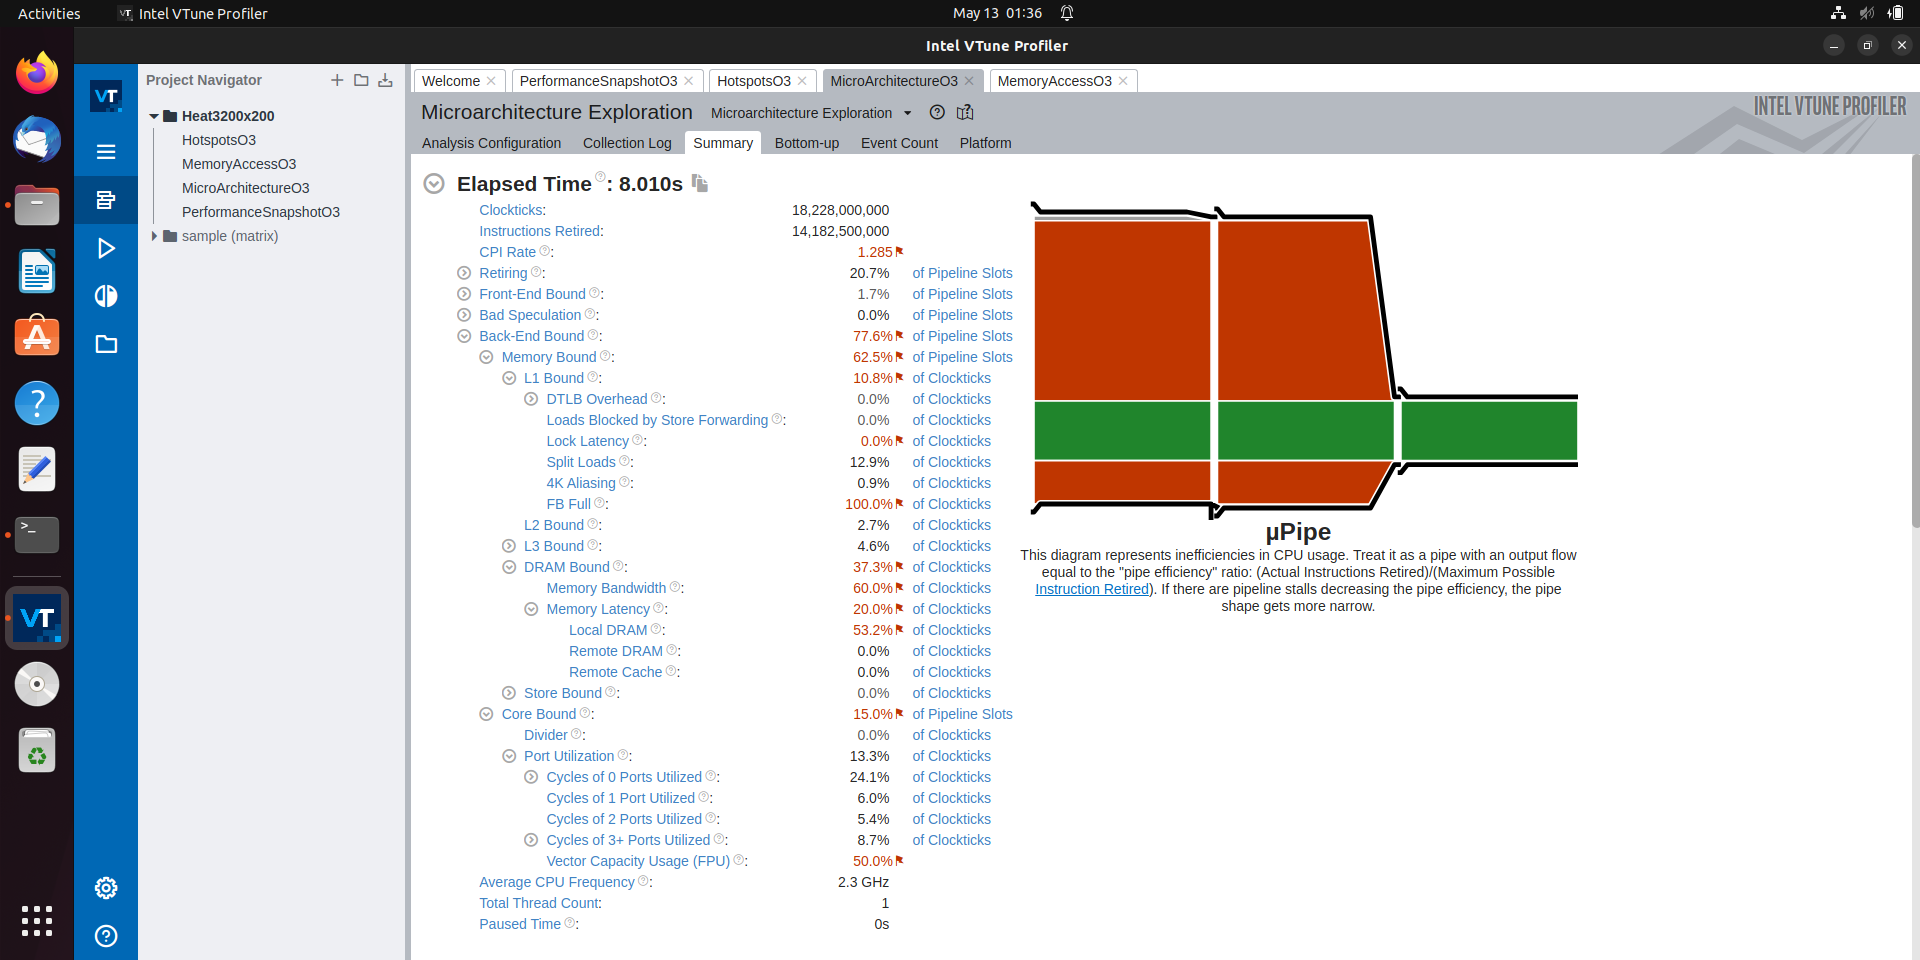 Activities
Intel VTune Profiler
May 13 01:36
Intel VTune Profiler
VT
Project Navigator
Heat3200x200
HotspotsO3
MemoryAccessO3
MicroArchitectureO3
PerformanceSnapshotO3
sample (matrix)
Welcome
PerformanceSnapshotO3
HotspotsO3
MicroArchitectureO3
MemoryAccessO3
Microarchitecture Exploration
Microarchitecture Exploration
INTEL VTUNE PROFILER
Analysis Configuration
Collection Log
Summary
Bottom-up
Event Count
Platform
Elapsed Time: 8.010s
Clockticks: 18,228,000,000
Instructions Retired: 14,182,500,000
CPI Rate: 1.285
Retiring: 20.7% of Pipeline Slots
Front-End Bound: 1.7% of Pipeline Slots
Bad Speculation: 0.0% of Pipeline Slots
Back-End Bound: 77.6% of Pipeline Slots
Memory Bound: 62.5% of Pipeline Slots
L1 Bound: 10.8% of Clockticks
DTLB Overhead: 0.0% of Clockticks
Loads Blocked by Store Forwarding: 0.0% of Clockticks
Lock Latency: 0.0% of Clockticks
Split Loads: 12.9% of Clockticks
4K Aliasing: 0.9% of Clockticks
FB Full: 100.0% of Clockticks
L2 Bound: 2.7% of Clockticks
L3 Bound: 4.6% of Clockticks
DRAM Bound: 37.3% of Clockticks
Memory Bandwidth: 60.0% of Clockticks
Memory Latency: 20.0% of Clockticks
Local DRAM: 53.2% of Clockticks
Remote DRAM: 0.0% of Clockticks
Remote Cache: 0.0% of Clockticks
Store Bound: 0.0% of Clockticks
Core Bound: 15.0% of Pipeline Slots
Divider: 0.0% of Clockticks
Port Utilization: 13.3% of Clockticks
Cycles of 0 Ports Utilized: 24.1% of Clockticks
Cycles of 1 Port Utilized: 6.0% of Clockticks
Cycles of 2 Ports Utilized: 5.4% of Clockticks
Cycles of 3+ Ports Utilized: 8.7% of Clockticks
Vector Capacity Usage (FPU): 50.0%
Average CPU Frequency: 2.3 GHz
Total Thread Count: 1
Paused Time: 0s
µPipe
This diagram represents inefficiencies in CPU usage. Treat it as a pipe with an output flow
equal to the "pipe efficiency" ratio: (Actual Instructions Retired)/(Maximum Possible
Instruction Retired). If there are pipeline stalls decreasing the pipe efficiency, the pipe
shape gets more narrow.
VT